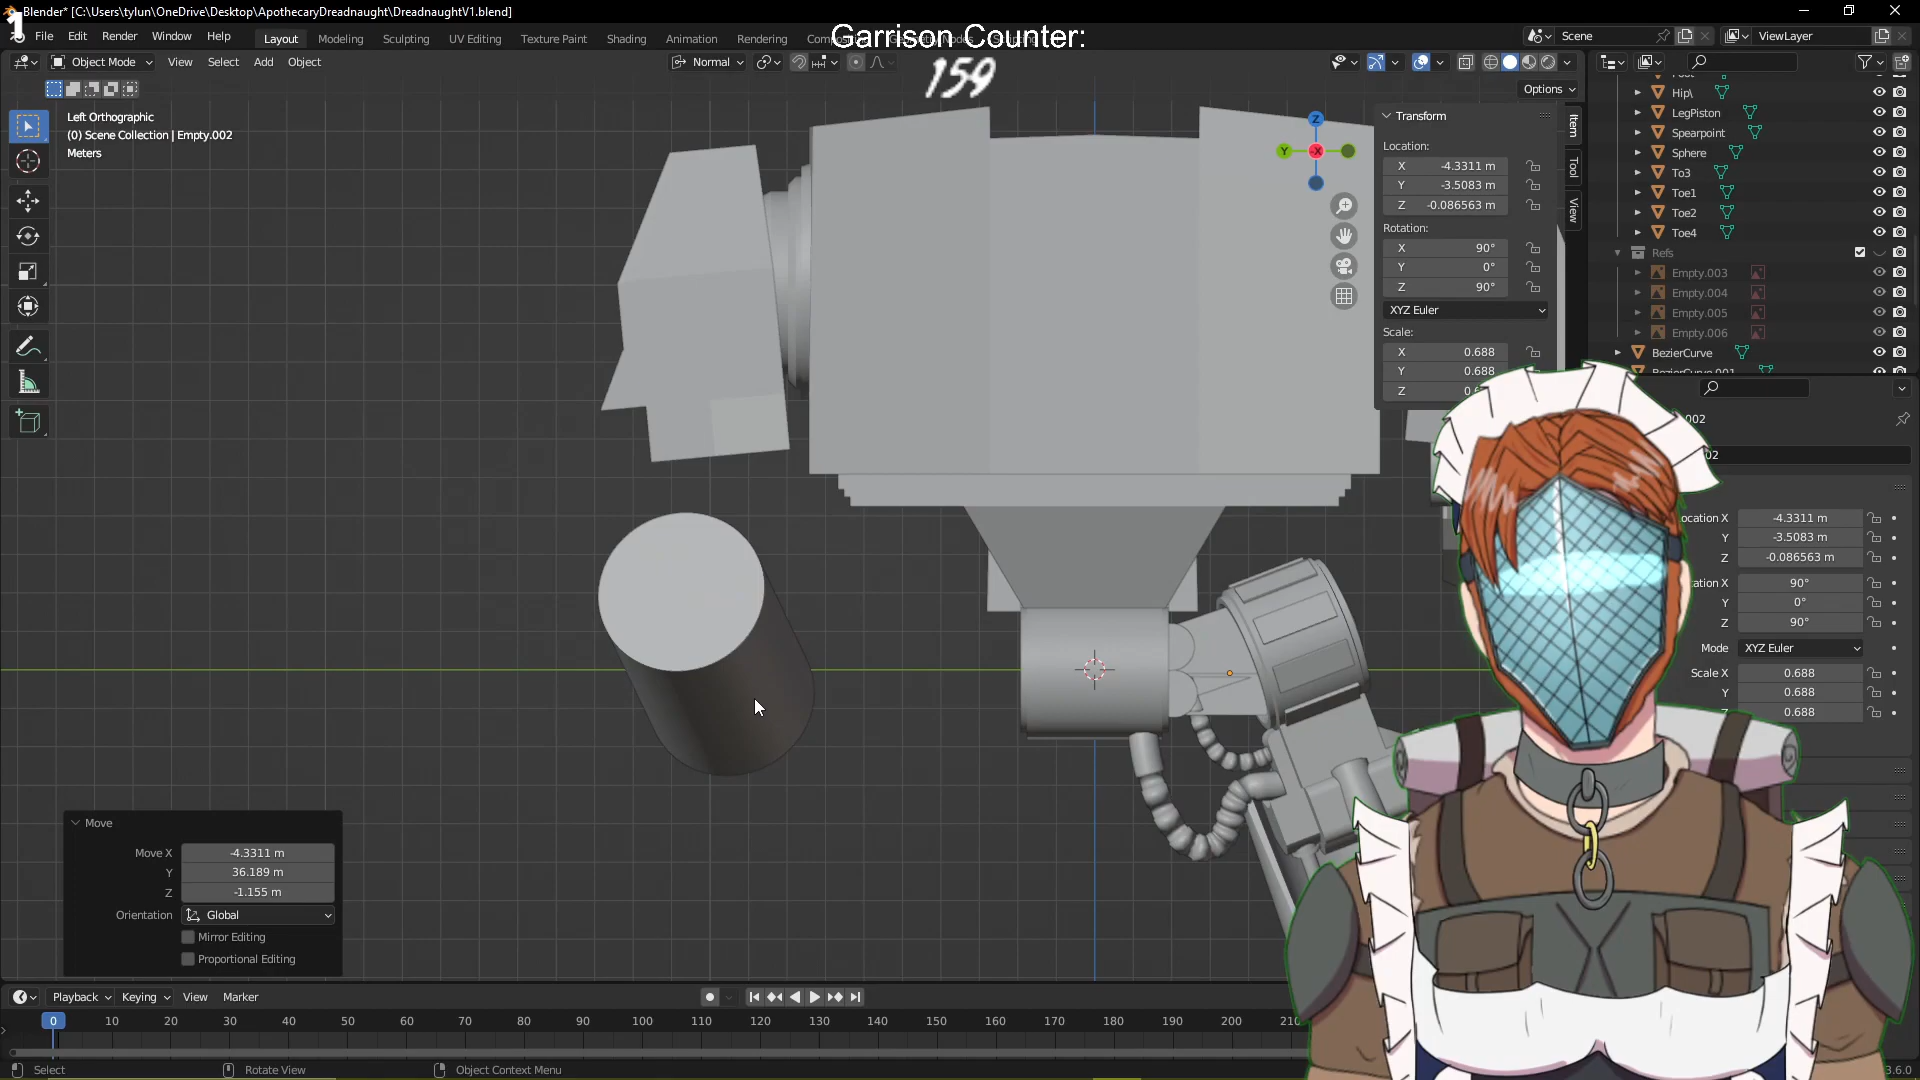 1
Blender* [C:\Users\tylun\OneDrive\Desktop\ApothecaryDreadnaught\DreadnaughtV1.blend]
File Edit Render Window Help
Layout Modeling Sculpting UV Editing Texture Paint Shading Animation Rendering
Garrison Counter:
159
Scene
ViewLayer
Object Mode View Select Add Object
Normal
Options
Left Orthographic
(0) Scene Collection | Empty.002
Meters
Z
Y
-X
Transform
Location:
X -4.3311 m
Y -3.5083 m
Z -0.086563 m
Rotation:
X 90°
Y 0°
Z 90°
XYZ Euler
Scale:
X 0.688
Y 0.688
Z
Item
Tool
View
Hip\
LegPiston
Spearpoint
Sphere
To3
Toe1
Toe2
Toe4
Refs
Empty.003
Empty.004
Empty.005
Empty.006
BezierCurve
BezierCurve.001
002
02
ocation X -4.3311 m
Y -3.5083 m
Z -0.086563 m
ation X 90°
Y 0°
Z 90°
Mode XYZ Euler
Scale X 0.688
Y 0.688
Z 0.688
Move
Move X -4.3311 m
Y 36.189 m
Z -1.155 m
Orientation Global
Mirror Editing
Proportional Editing
Playback Keying View Marker
0 10 20 30 40 50 60 70 80 90 100 110 120 130 140 150 160 170 180 190 200
Select
Rotate View
Object Context Menu
3.6.0